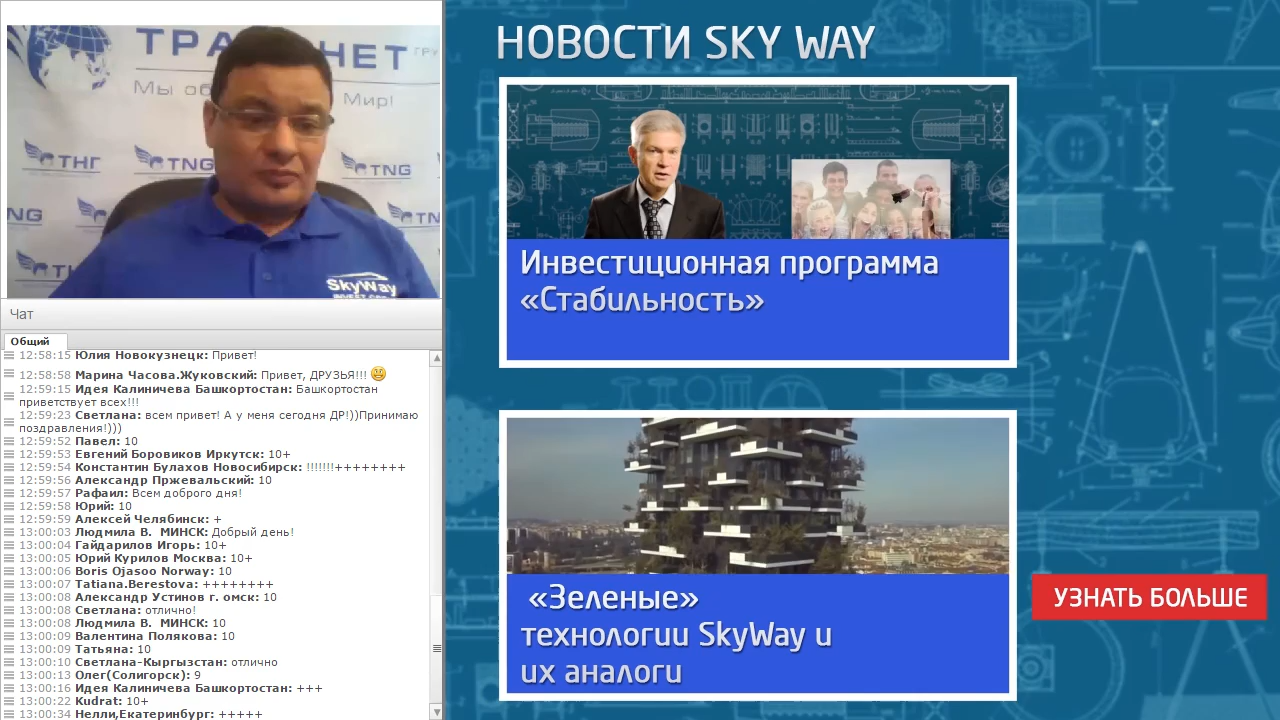 ТРА НЕТ
ГРУ
Мы об Мир!
ТНГ
TNG
TNG
TNG
ТНГ
SkyWay
INVEST GROUP
Чат
Общий
12:58:15 Юлия Новокузнецк: Привет!
12:58:58 Марина Часова.Жуковский: Привет, ДРУЗЬЯ!!!
12:59:15 Идея Калиничева Башкортостан: Башкортостан
приветствует всех!!!
12:59:23 Светлана: всем привет! А у меня сегодня ДР!))Принимаю
поздравления!)))
12:59:52 Павел: 10
12:59:53 Евгений Боровиков Иркутск: 10+
12:59:54 Константин Булахов Новосибирск: !!!!!!!++++++++
12:59:56 Александр Пржевальский: 10
12:59:57 Рафаил: Всем доброго дня!
12:59:58 Юрий: 10
12:59:59 Алексей Челябинск: +
13:00:03 Людмила В. МИНСК: Добрый день!
13:00:04 Гайдарилов Игорь: 10+
13:00:05 Юрий Курилов Москва: 10+
13:00:06 Boris Ojasoo Norway: 10
13:00:07 Tatiana.Berestova: ++++++++
13:00:08 Александр Устинов г. омск: 10
13:00:08 Светлана: отлично!
13:00:08 Людмила В. МИНСК: 10
13:00:09 Валентина Полякова: 10
13:00:09 Татьяна: 10
13:00:10 Светлана-Кыргызстан: отлично
13:00:13 Олег(Солигорск): 9
13:00:16 Идея Калиничева Башкортостан: +++
13:00:22 Kudrat: 10+
13:00:34 Нелли,Екатеринбург: +++++
НОВОСТИ SKY WAY
Инвестиционная программа
«Стабильность»
«Зеленые»
технологии SkyWay и
их аналоги
УЗНАТЬ БОЛЬШЕ